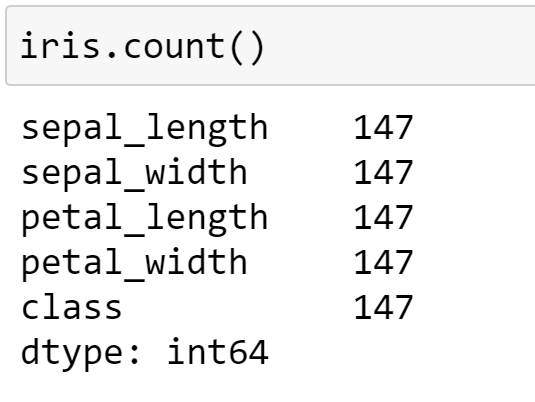 iris.count()
sepal_length 147
sepal_width 147
petal_length 147
petal_width 147
class 147
dtype: int64